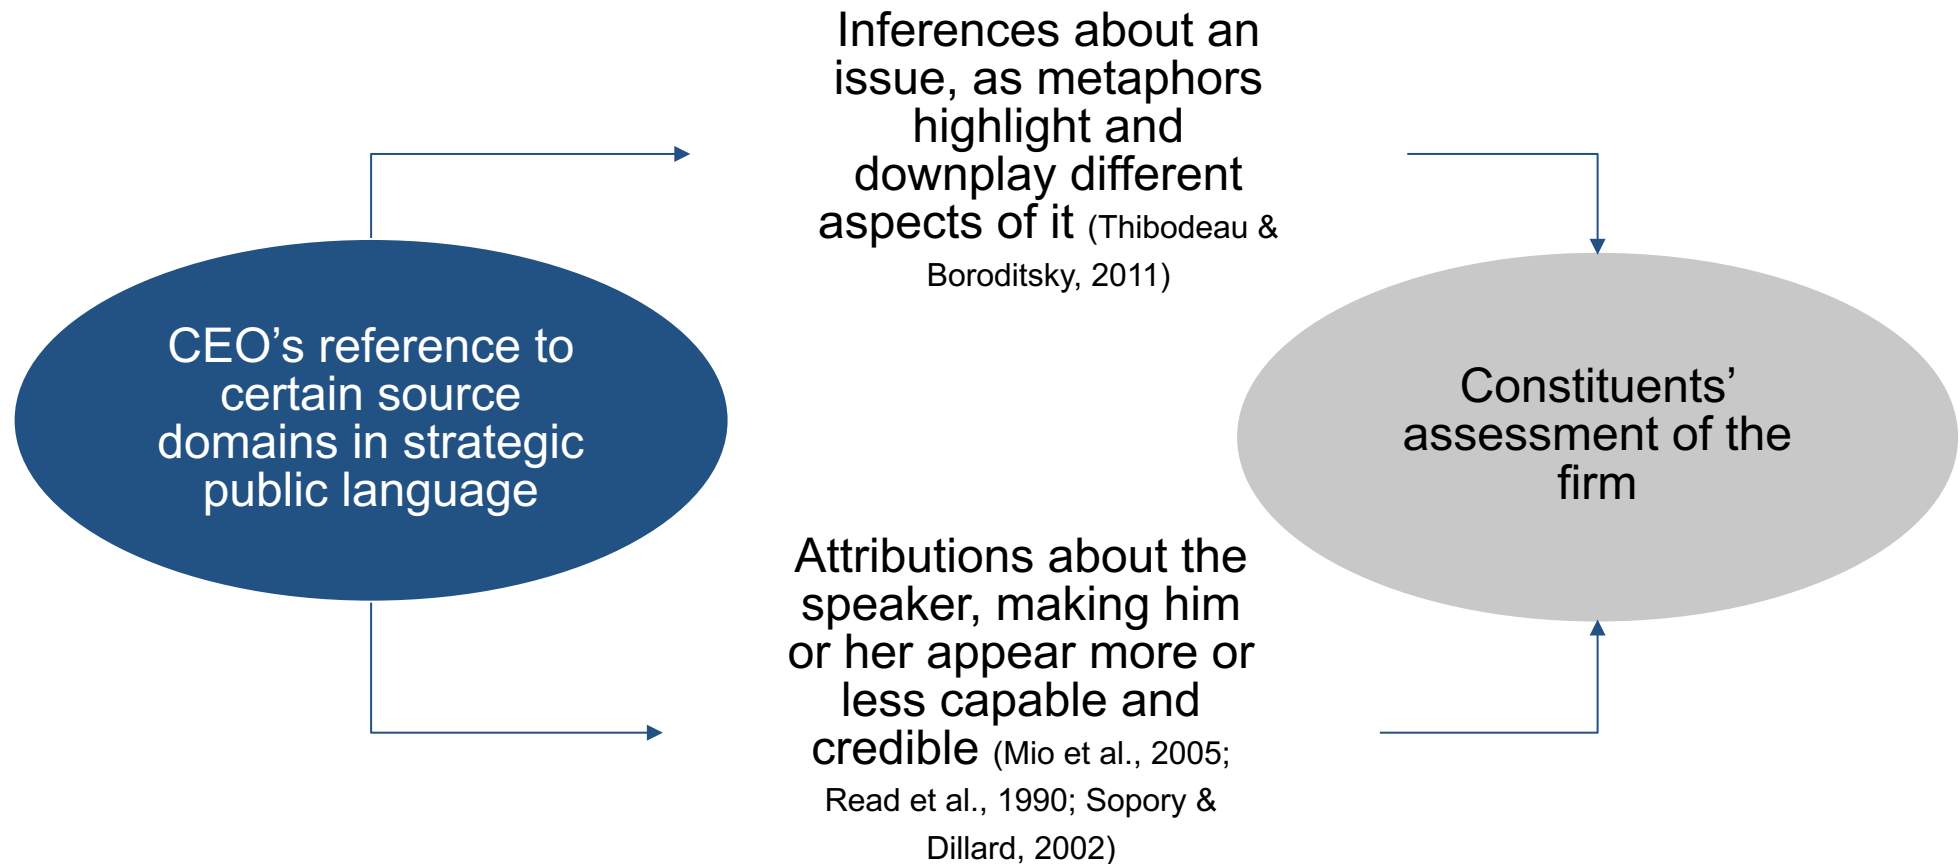 Inferences about an
issue, as metaphors
highlight and
downplay different
aspects of it (Thibodeau &
Boroditsky, 2011)
CEO’s reference to
certain source
domains in strategic
public language
Constituents’
assessment of the
firm
Attributions about the
speaker, making him
or her appear more or
less capable and
credible (Mio et al., 2005;
Read et al., 1990; Sopory &
Dillard, 2002)